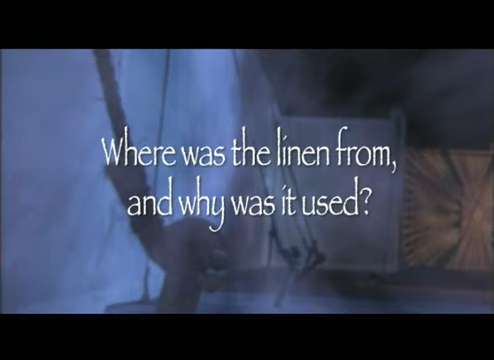 Where was the linen from,
and why was it used?